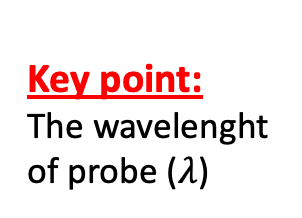 Key point:
The wavelenght
of probe (λ)